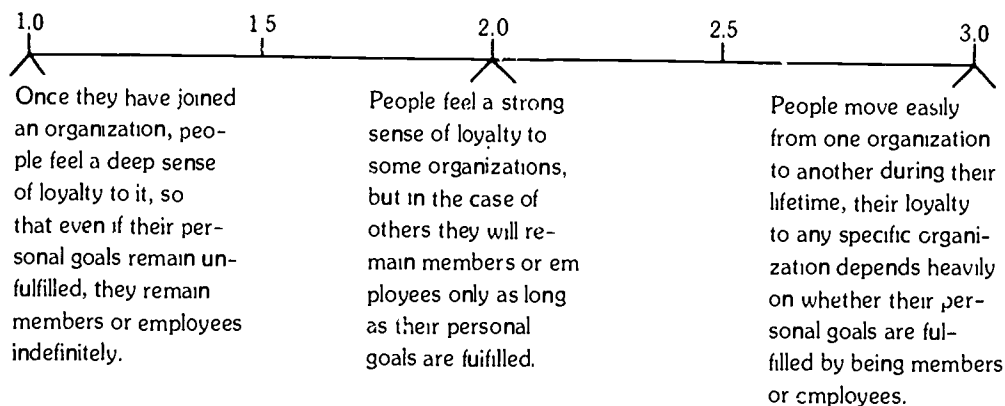 1.0 1 5 2.0 2.5 3.0
Once they have joined
an organization, peo-
ple feel a deep sense
of loyalty to it, so
that even if their per-
sonal goals remain un-
fulfilled, they remain
members or employees
indefinitely.
People feel a strong
sense of loyalty to
some organizations,
but in the case of
others they will re-
main members or em
ployees only as long
as their personal
goals are fuifilled.
People move easily
from one organization
to another during their
lifetime, their loyalty
to any specific organi-
zation depends heavily
on whether their per-
sonal goals are ful-
filled by being members
or employees.